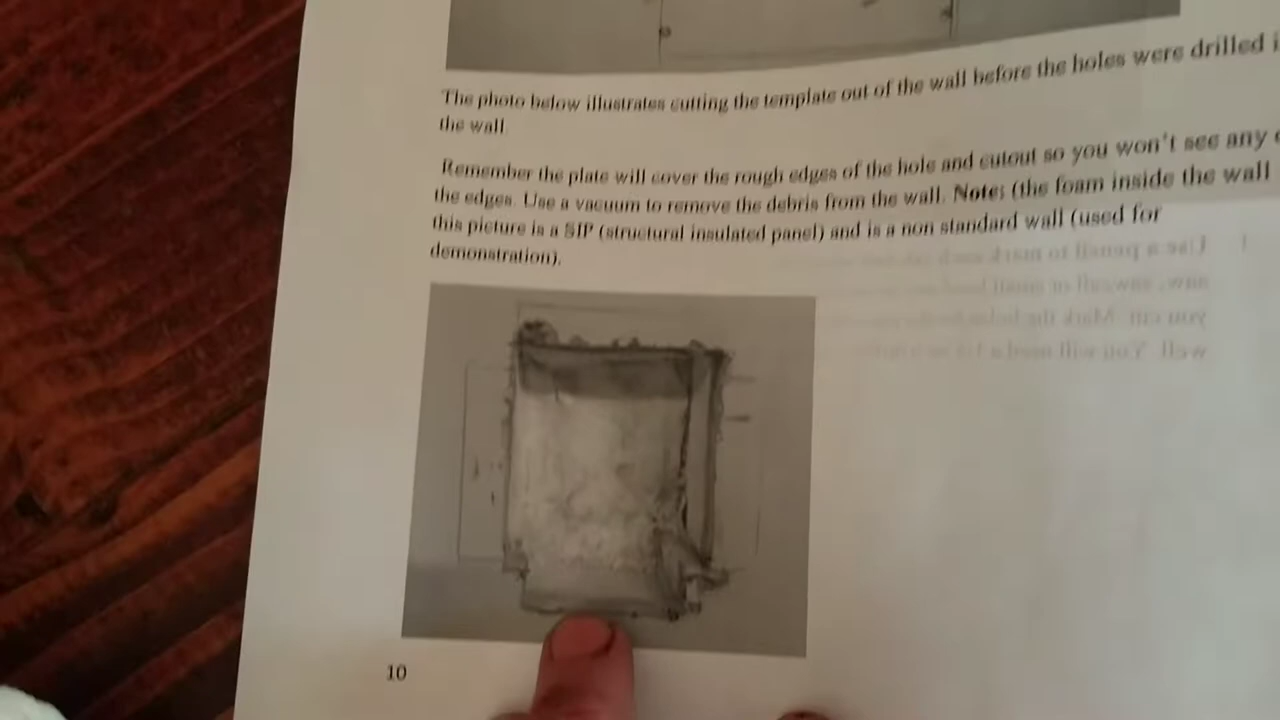 The photo below illustrates cutting the template out of the wall before the holes were drilled i
the wall
Remember the plate will cover the rough edges of the hole and cutout so you won't see any
the edges. Use a vacuum to remove the debris from the wall. Note: (the foam inside the wall
this picture is a SIP (structural insulated panel) and is a non standard wall (used for
demonstration).
10